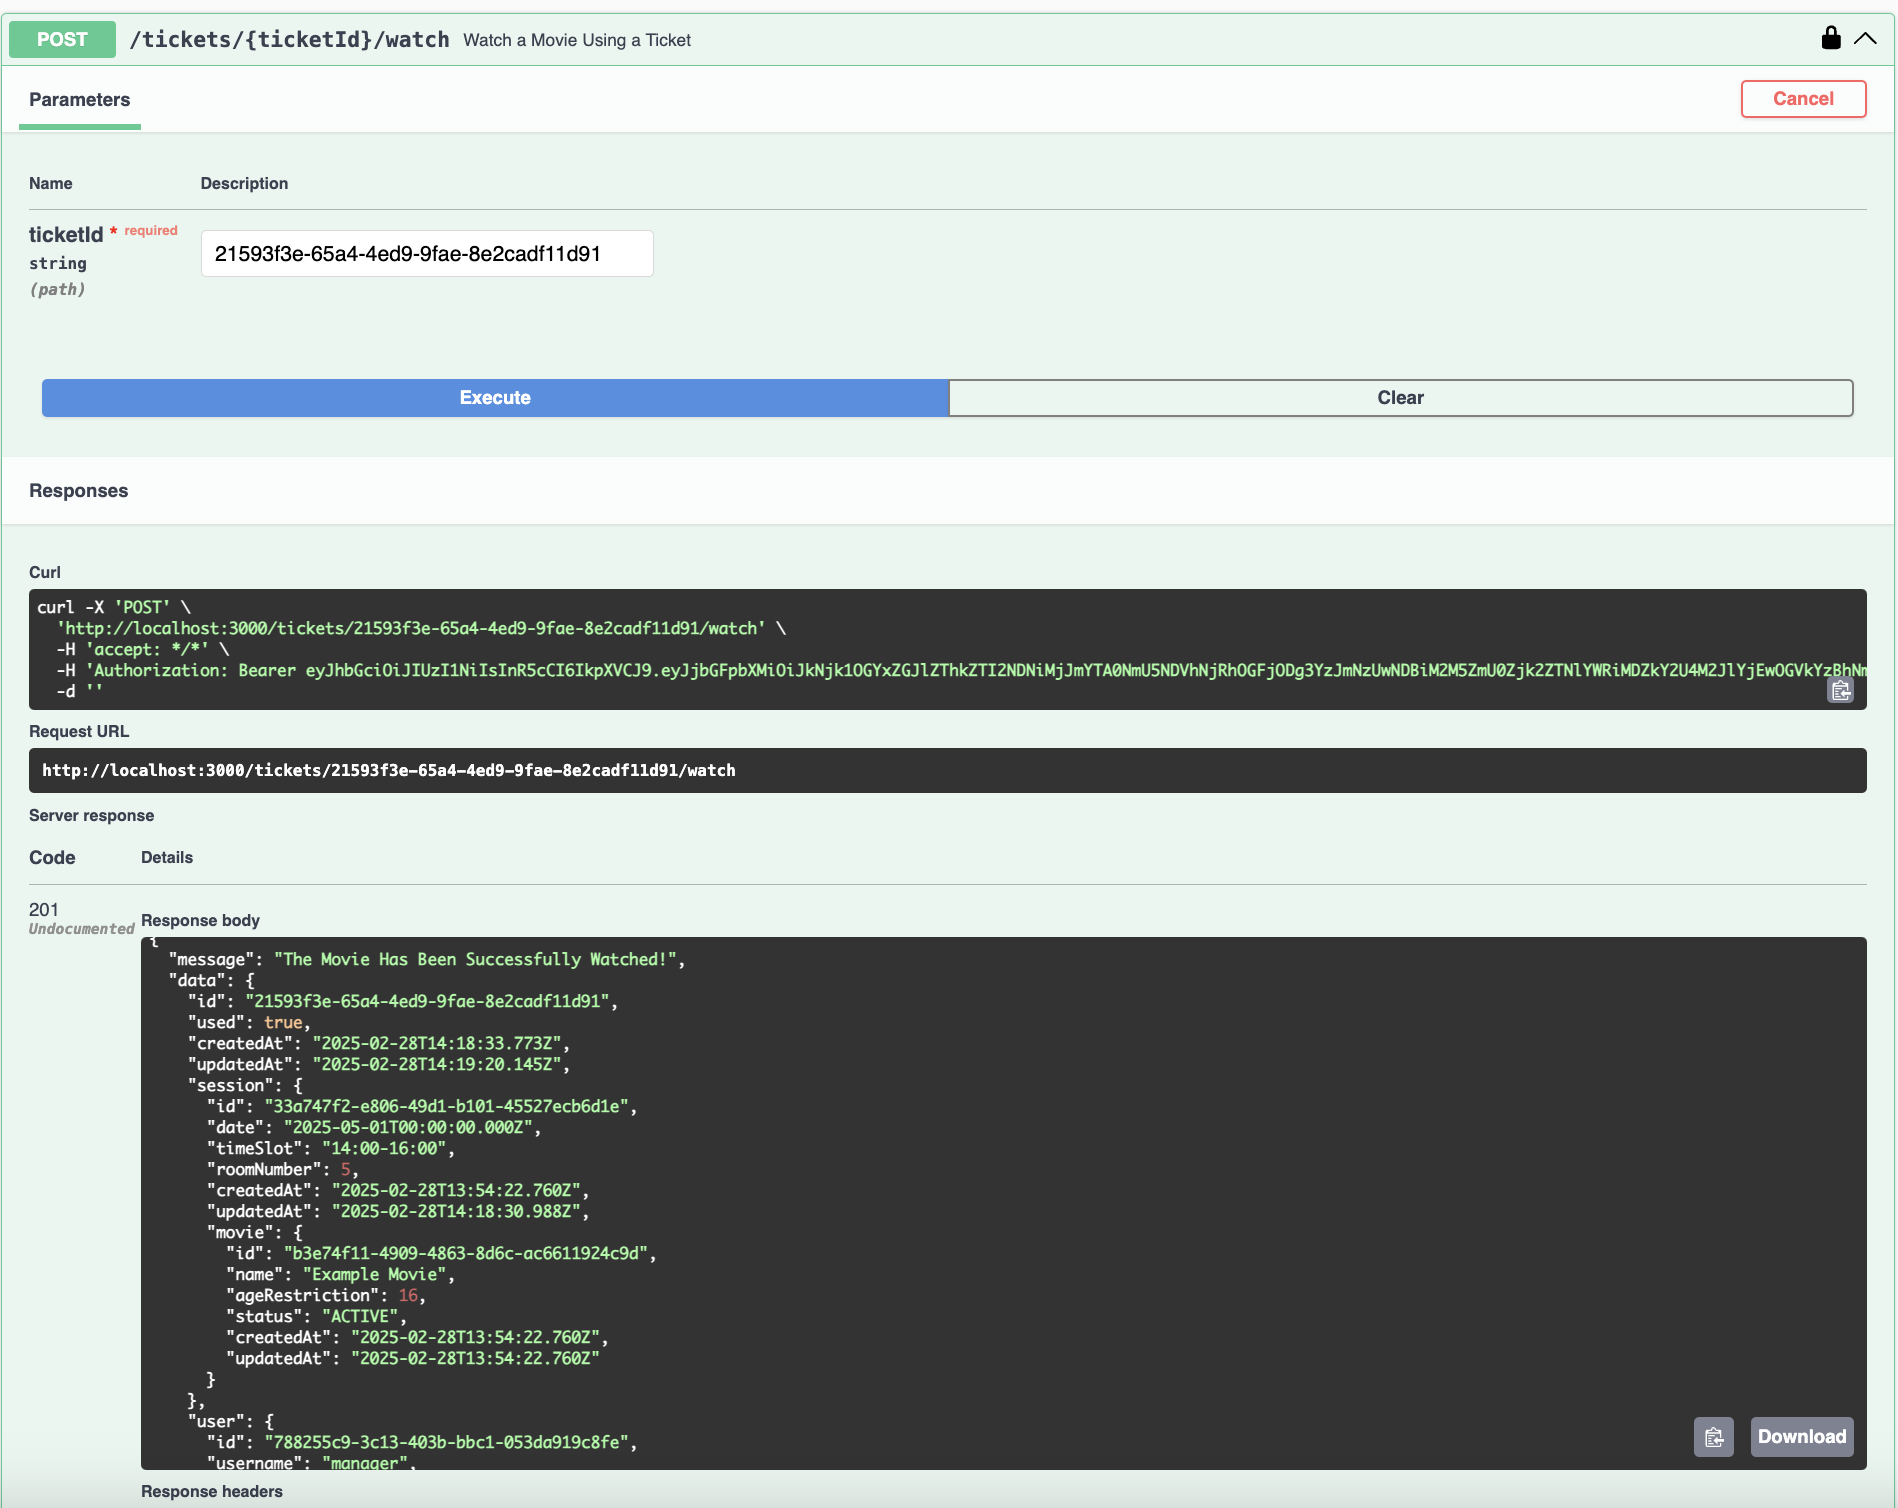 POST /tickets/{ticketId}/watch Watch a Movie Using a Ticket
Parameters
Cancel
Name Description
ticketId * required
string
(path)
21593f3e-65a4-4ed9-9fae-8e2cadf11d91
Execute Clear
Responses
Curl
curl -X 'POST' \
  'http://localhost:3000/tickets/21593f3e-65a4-4ed9-9fae-8e2cadf11d91/watch' \
  -H 'accept: */*' \
  -H 'Authorization: Bearer
  -d ''
Request URL
http://localhost:3000/tickets/21593f3e-65a4-4ed9-9fae-8e2cadf11d91/watch
Server response
Code Details
201
Undocumented
Response body
{
  "message": "The Movie Has Been Successfully Watched!",
  "data": {
    "id": "21593f3e-65a4-4ed9-9fae-8e2cadf11d91",
    "used": true,
    "createdAt": "2025-02-28T14:18:33.773Z",
    "updatedAt": "2025-02-28T14:19:20.145Z",
    "session": {
      "id": "33a747f2-e806-49d1-b101-45527ecb6d1e",
      "date": "2025-05-01T00:00:00.000Z",
      "timeSlot": "14:00-16:00",
      "roomNumber": 5,
      "createdAt": "2025-02-28T13:54:22.760Z",
      "updatedAt": "2025-02-28T14:18:30.988Z",
      "movie": {
        "id": "b3e74f11-4909-4863-8d6c-ac6611924c9d",
        "name": "Example Movie",
        "ageRestriction": 16,
        "status": "ACTIVE",
        "createdAt": "2025-02-28T13:54:22.760Z",
        "updatedAt": "2025-02-28T13:54:22.760Z"
      }
    },
    "user": {
      "id": "788255c9-3c13-403b-bbc1-053da919c8fe",
      "username": "manager",
Download
Response headers